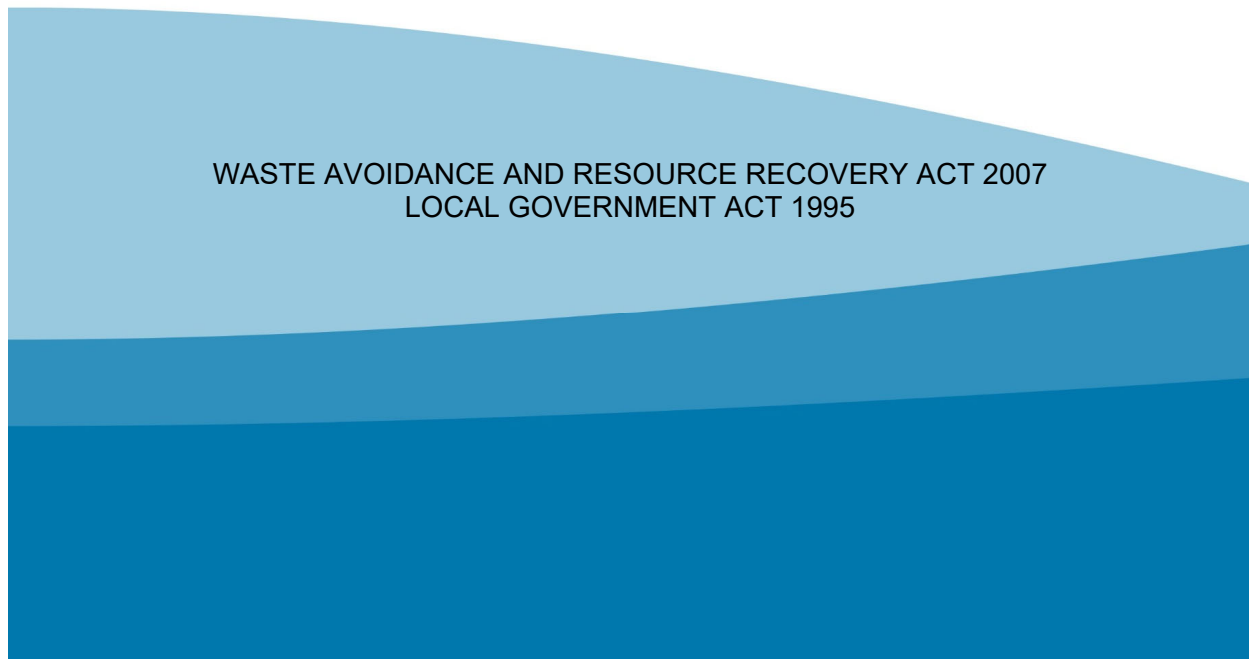 WASTE AVOIDANCE AND RESOURCE RECOVERY ACT 2007
LOCAL GOVERNMENT ACT 1995